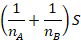 (1/n_A + 1/n_B) S